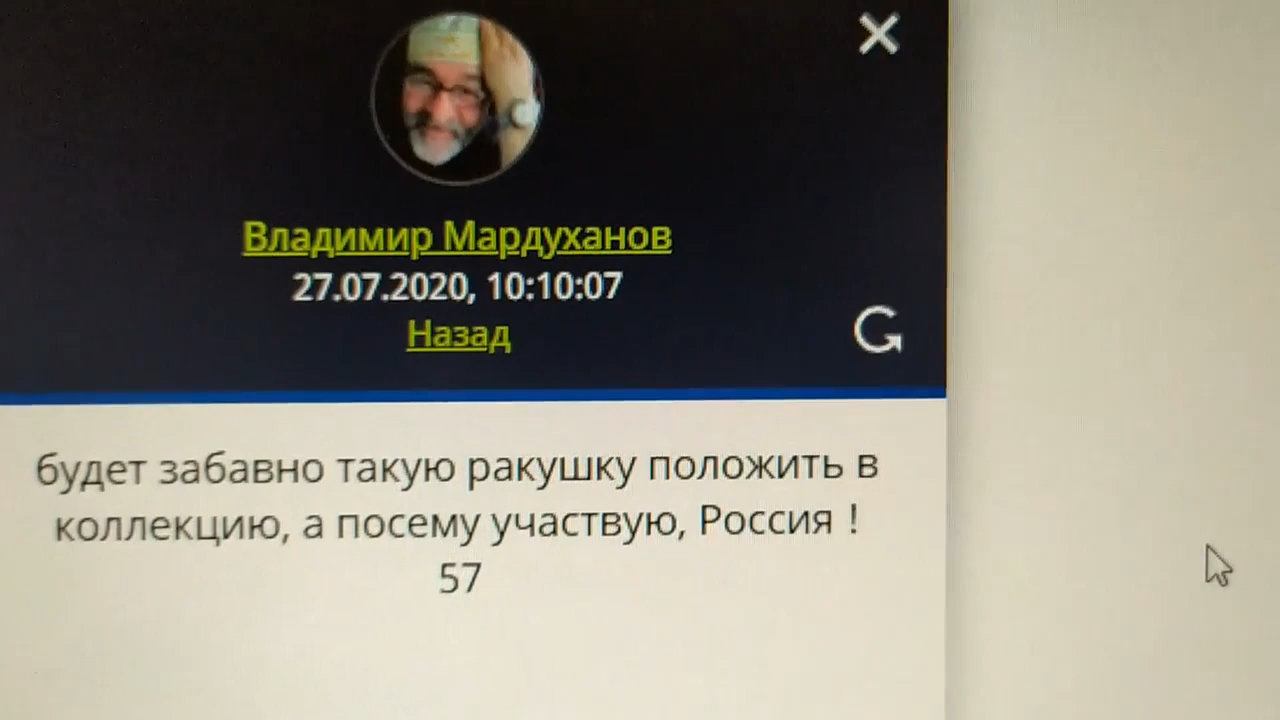 Владимир Мардуханов
27.07.2020, 10:10:07
Назад
будет забавно такую ракушку положить в
коллекцию, а посему участвую, Россия !
57